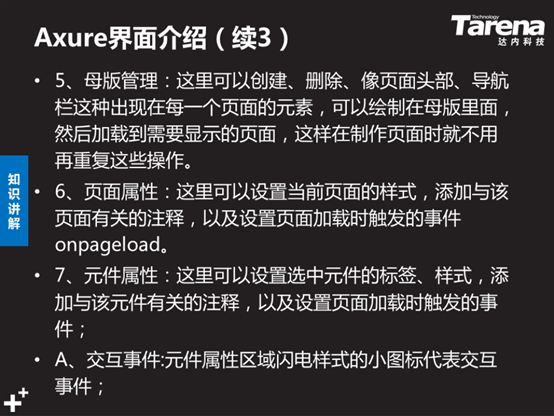 Axure界面介绍（续3）
Technology
Tarena
达内科技
• 5、母版管理：这里可以创建、删除、像页面头部、导航
栏这种出现在每一个页面的元素，可以绘制在母版里面，
然后加载到需要显示的页面，这样在制作页面时就不用
再重复这些操作。
• 6、页面属性：这里可以设置当前页面的样式，添加与该
页面有关的注释，以及设置页面加载时触发的事件
onpageload。
• 7、元件属性：这里可以设置选中元件的标签、样式，添
加与该元件有关的注释，以及设置页面加载时触发的事
件；
• A、交互事件:元件属性区域闪电样式的小图标代表交互
事件；
知识讲解